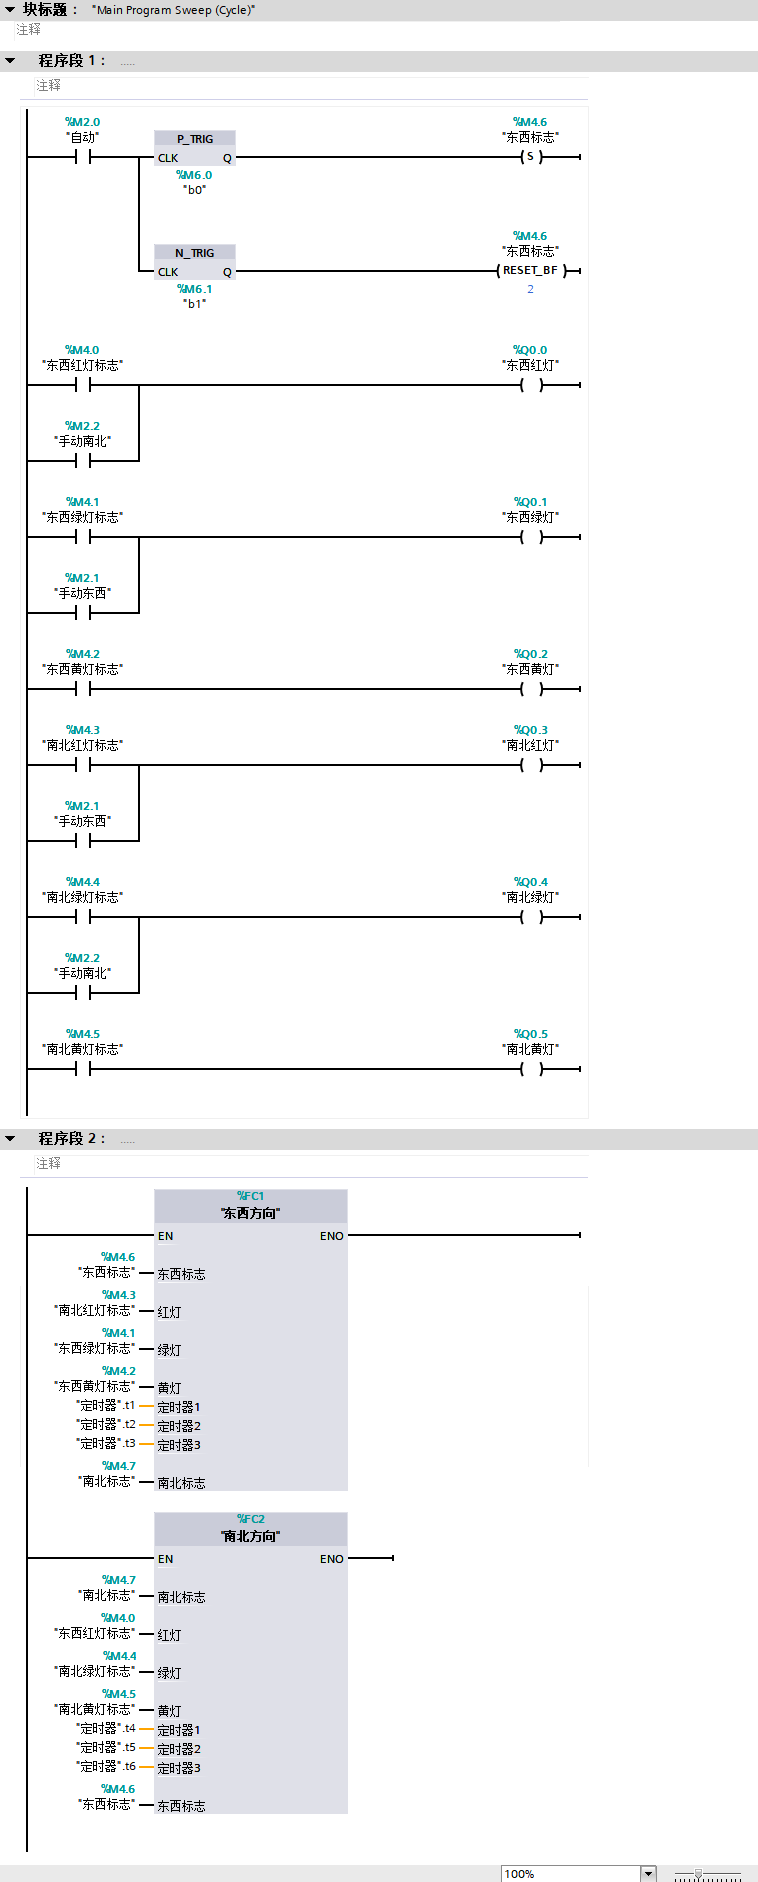 块标题： "Main Program Sweep (Cycle)"
注释
程序段 1： .....
注释
%M2.0
"自动"
P_TRIG
CLK Q
%M6.0
"b0"
%M4.6
"东西标志"
S
N_TRIG
CLK Q
%M6.1
"b1"
%M4.6
"东西标志"
RESET_BF
2
%M4.0
"东西红灯标志"
%Q0.0
"东西红灯"
%M2.2
"手动南北"
%M4.1
"东西绿灯标志"
%Q0.1
"东西绿灯"
%M2.1
"手动东西"
%M4.2
"东西黄灯标志"
%Q0.2
"东西黄灯"
%M4.3
"南北红灯标志"
%Q0.3
"南北红灯"
%M2.1
"手动东西"
%M4.4
"南北绿灯标志"
%Q0.4
"南北绿灯"
%M2.2
"手动南北"
%M4.5
"南北黄灯标志"
%Q0.5
"南北黄灯"
程序段 2： .....
注释
%FC1
"东西方向"
EN ENO
%M4.6
"东西标志" 东西标志
%M4.3
"南北红灯标志" 红灯
%M4.1
"东西绿灯标志" 绿灯
%M4.2
"东西黄灯标志" 黄灯
"定时器".t1 定时器1
"定时器".t2 定时器2
"定时器".t3 定时器3
%M4.7
"南北标志" 南北标志
%FC2
"南北方向"
EN ENO
%M4.7
"南北标志" 南北标志
%M4.0
"东西红灯标志" 红灯
%M4.4
"南北绿灯标志" 绿灯
%M4.5
"南北黄灯标志" 黄灯
"定时器".t4 定时器1
"定时器".t5 定时器2
"定时器".t6 定时器3
%M4.6
"东西标志" 东西标志
100%